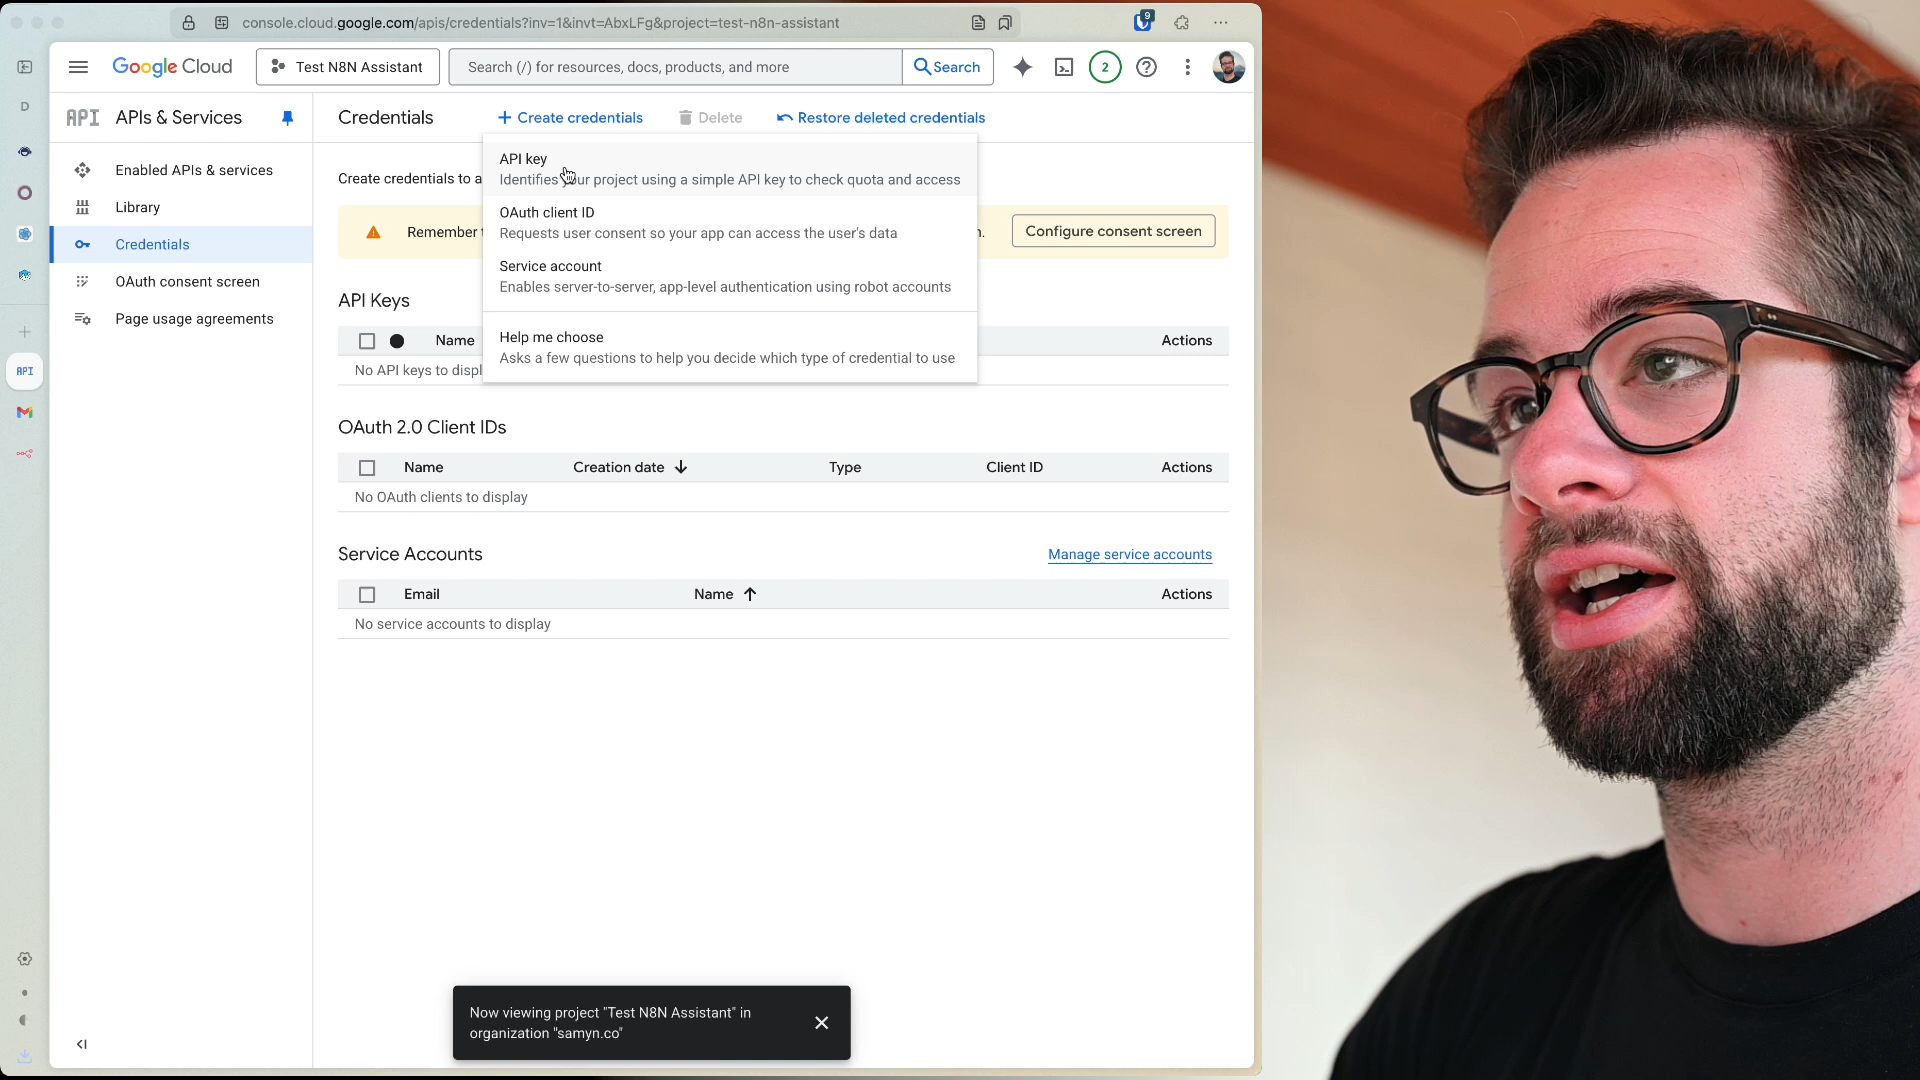 console.cloud.google.com/apis/credentials?inv=1&invt=AbxLFg&project=test-n8n-assistant
9
Google Cloud
Test N8N Assistant
Search (/) for resources, docs, products, and more
Search
2
D
API
APIs & Services
Credentials
+ Create credentials
Delete
Restore deleted credentials
Enabled APIs & services
Library
Credentials
OAuth consent screen
Page usage agreements
API
Create credentials to a
API key
Identifies your project using a simple API key to check quota and access
OAuth client ID
Requests user consent so your app can access the user's data
Service account
Enables server-to-server, app-level authentication using robot accounts
Help me choose
Asks a few questions to help you decide which type of credential to use
Remember
Configure consent screen
API Keys
Name
Actions
No API keys to displ
OAuth 2.0 Client IDs
Name
Creation date
Type
Client ID
Actions
No OAuth clients to display
Service Accounts
Manage service accounts
Email
Name
Actions
No service accounts to display
Now viewing project "Test N8N Assistant" in
organization "samyn.co"